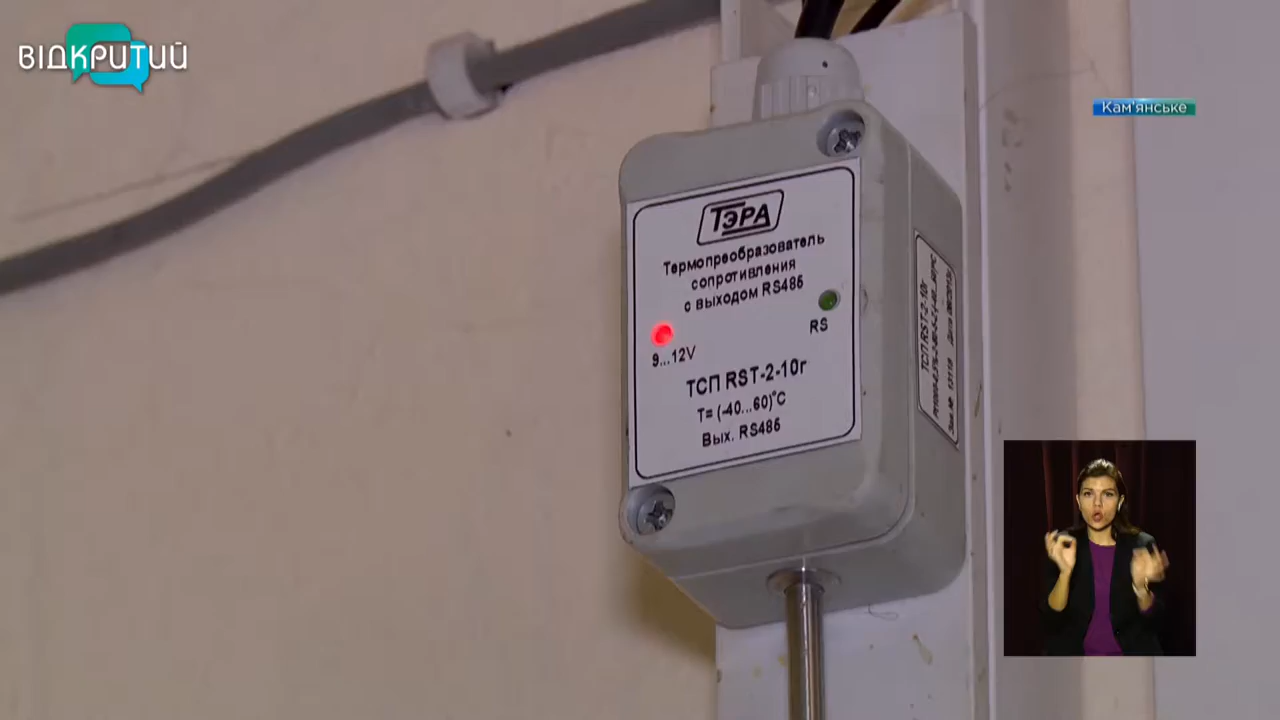 ВІДКРИТИЙ
Кам'янське
ТЭРА
Термопреобразователь
сопротивления
с выходом RS485
RS
9...12V
ТСП RST-2-10г
T= (-40...60)°C
Вых. RS485
ТСП RST-2-10г